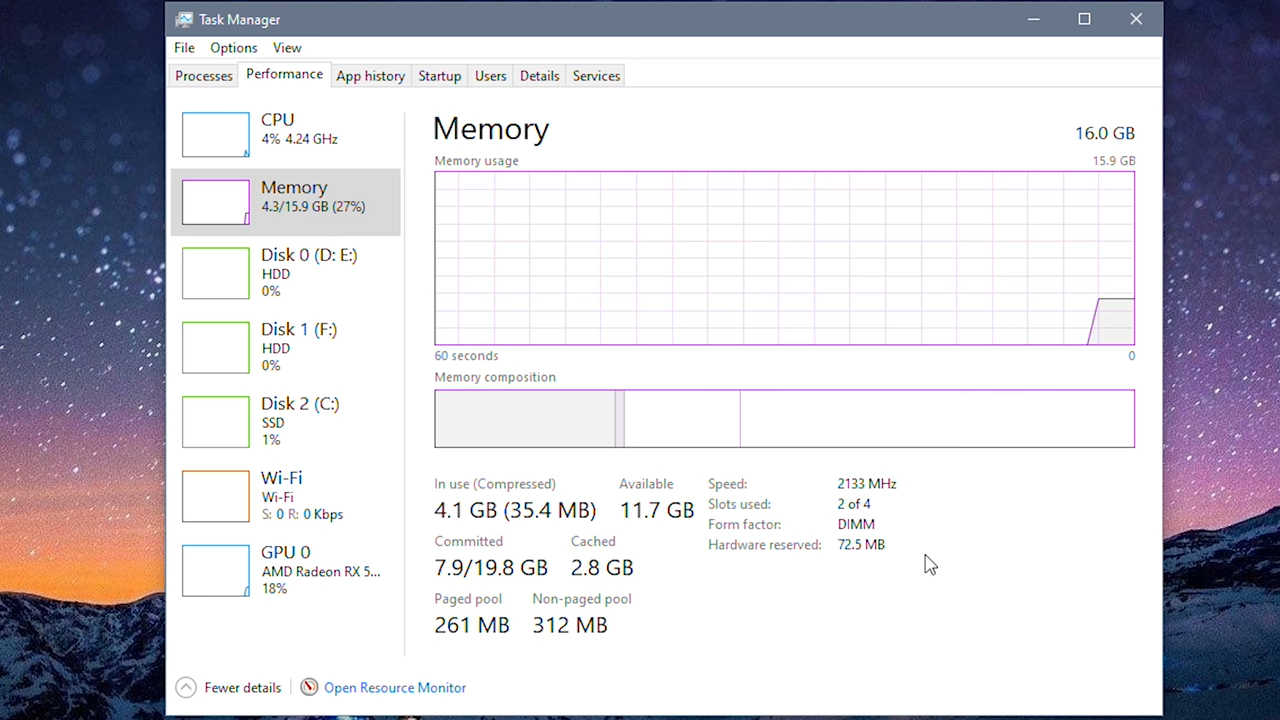 Task Manager
File Options View
Processes Performance App history Startup Users Details Services
CPU
4% 4.24 GHz
Memory
4.3/15.9 GB (27%)
Disk 0 (D: E:)
HDD
0%
Disk 1 (F:)
HDD
0%
Disk 2 (C:)
SSD
1%
Wi-Fi
Wi-Fi
S: 0 R: 0 Kbps
GPU 0
AMD Radeon RX 5...
18%
Memory 16.0 GB
Memory usage 15.9 GB
60 seconds 0
Memory composition
In use (Compressed) Available
4.1 GB (35.4 MB) 11.7 GB
Committed Cached
7.9/19.8 GB 2.8 GB
Paged pool Non-paged pool
261 MB 312 MB
Speed: 2133 MHz
Slots used: 2 of 4
Form factor: DIMM
Hardware reserved: 72.5 MB
Fewer details Open Resource Monitor